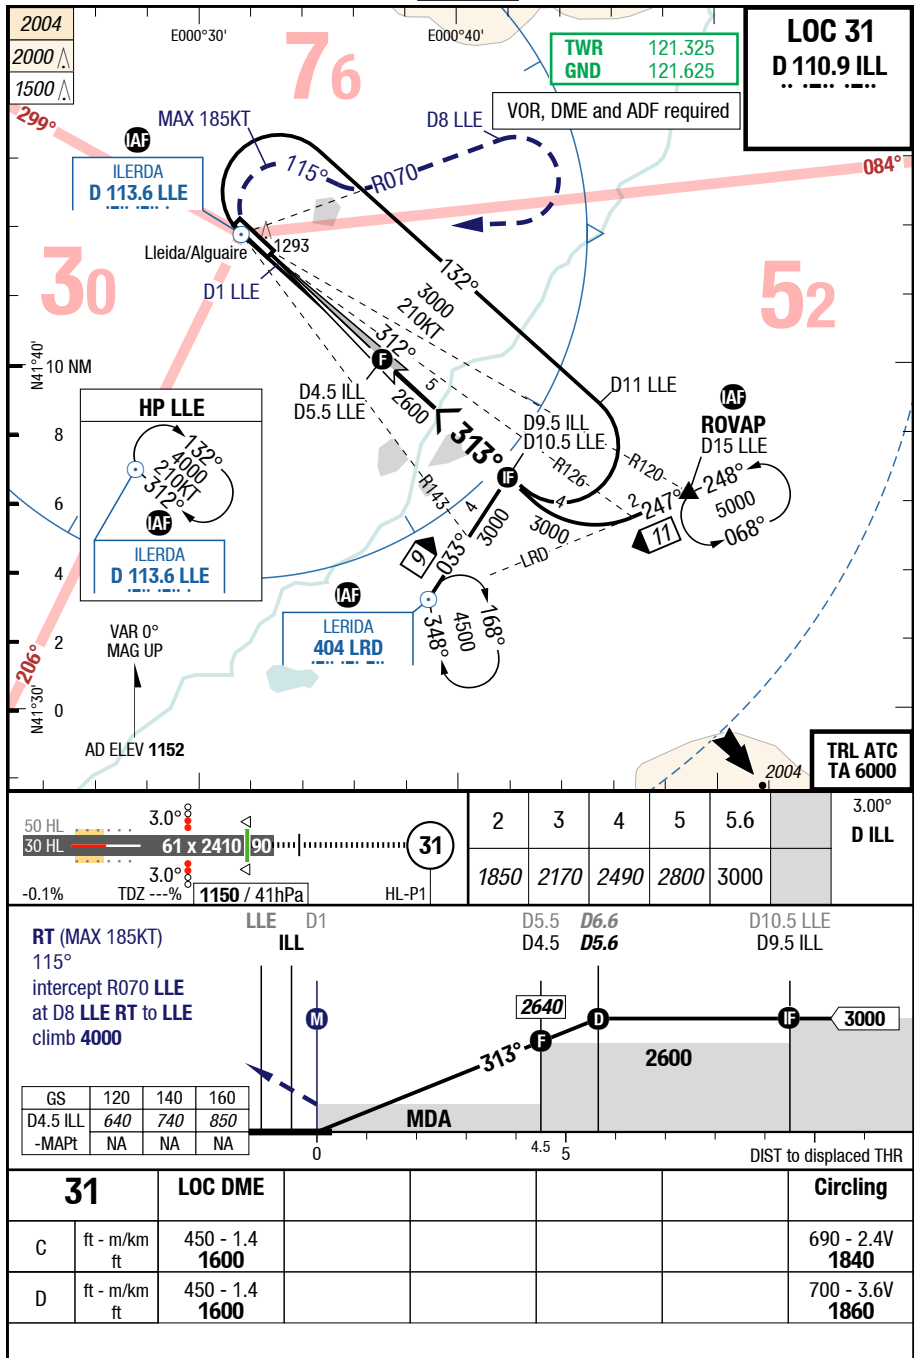 2004
2000
1500
E000°30'
E000°40'
76
TWR 121.325
GND 121.625
LOC 31
D 110.9 ILL
VOR, DME and ADF required
299°
IAF
ILERDA
D 113.6 LLE
MAX 185KT
115°
R070
D8 LLE
084°
Lleida/Alguaire
1293
D1 LLE
30
52
132°
3000
210KT
312°
5
F
2600
D4.5 ILL
D5.5 LLE
D11 LLE
N41°40'
10 NM
8
6
4
2
0
N41°30'
HP LLE
132°
4000
210KT
312°
IAF
ILERDA
D 113.6 LLE
313°
D9.5 ILL
D10.5 LLE
IF
IAF
ROVAP
D15 LLE
R120
R126
R143
248°
5000
068°
2
247°
11
4
3000
4
3000
033°
9
LRD
IAF
LERIDA
404 LRD
168°
4500
348°
VAR 0°
MAG UP
206°
AD ELEV 1152
2004
TRL ATC
TA 6000
50 HL
30 HL
3.0°
61 x 2410 90
3.0°
31
-0.1%
TDZ ---%
1150 / 41hPa
HL-P1
2 3 4 5 5.6
1850 2170 2490 2800 3000
3.00°
D ILL
RT (MAX 185KT)
115°
intercept R070 LLE
at D8 LLE RT to LLE
climb 4000
LLE D1 D5.5 D6.6 D10.5 LLE
ILL D4.5 D5.6 D9.5 ILL
M
2640
F
D
IF
3000
313°
2600
MDA
GS 120 140 160
D4.5 ILL 640 740 850
-MAPt NA NA NA
0 4.5 5 DIST to displaced THR
31 LOC DME Circling
C ft - m/km 450 - 1.4 690 - 2.4V
ft 1600 1840
D ft - m/km 450 - 1.4 700 - 3.6V
ft 1600 1860